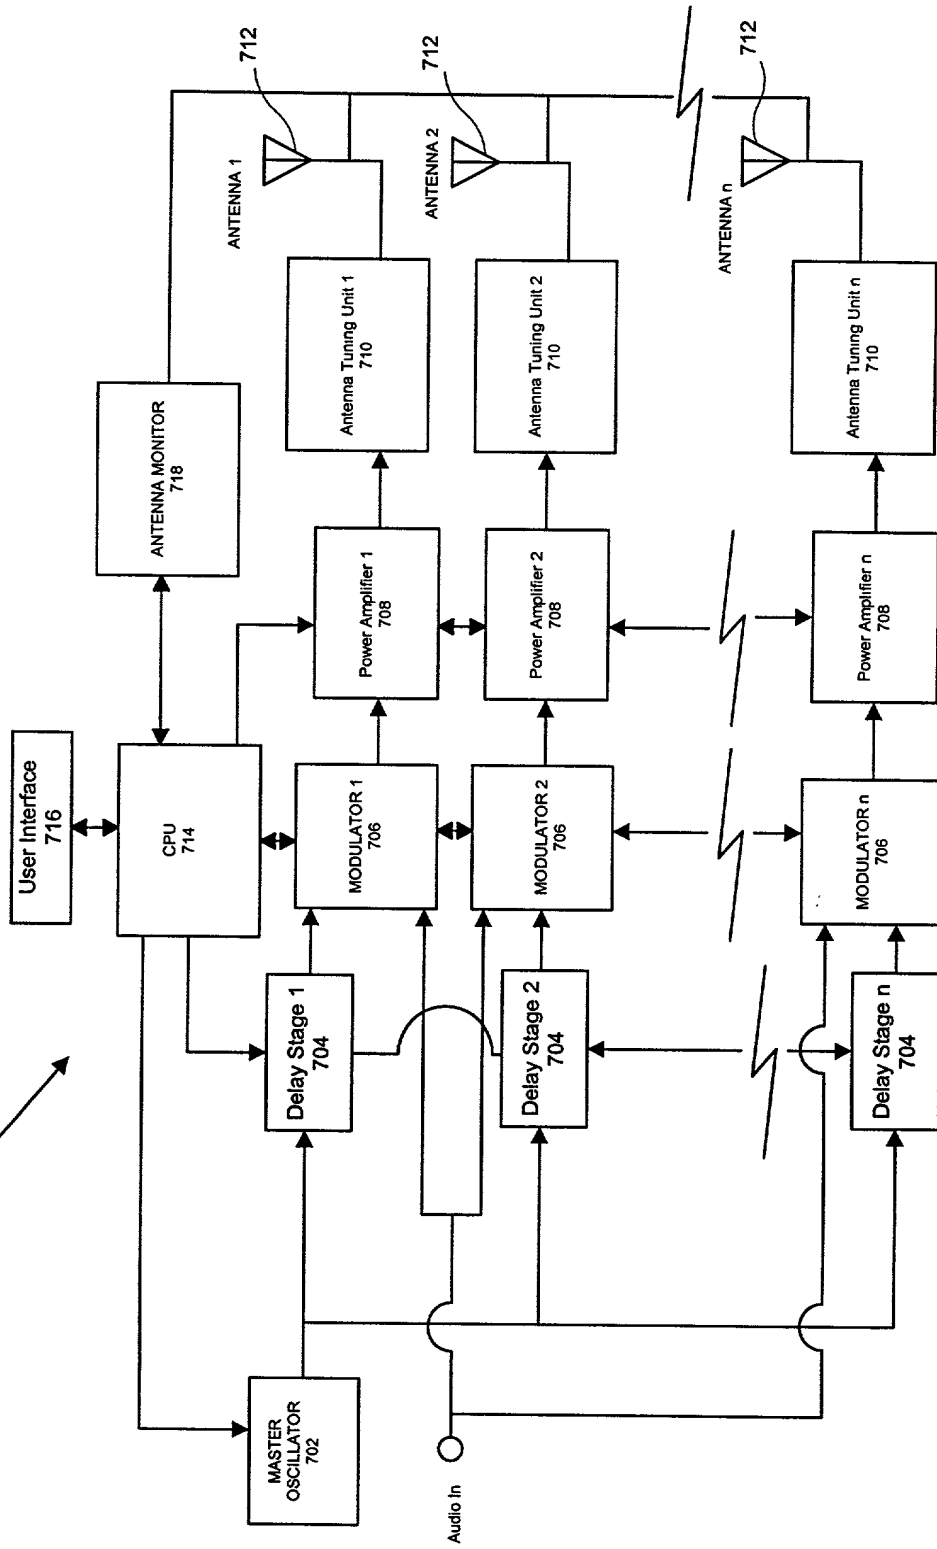 User Interface
716
CPU
714
ANTENNA MONITOR
718
MASTER
OSCILLATOR
702
Delay Stage 1
704
MODULATOR 1
706
Power Amplifier 1
708
Antenna Tuning Unit 1
710
ANTENNA 1
712
Audio In
Delay Stage 2
704
MODULATOR 2
706
Power Amplifier 2
708
Antenna Tuning Unit 2
710
ANTENNA 2
712
Delay Stage n
704
MODULATOR n
706
Power Amplifier n
708
Antenna Tuning Unit n
710
ANTENNA n
712